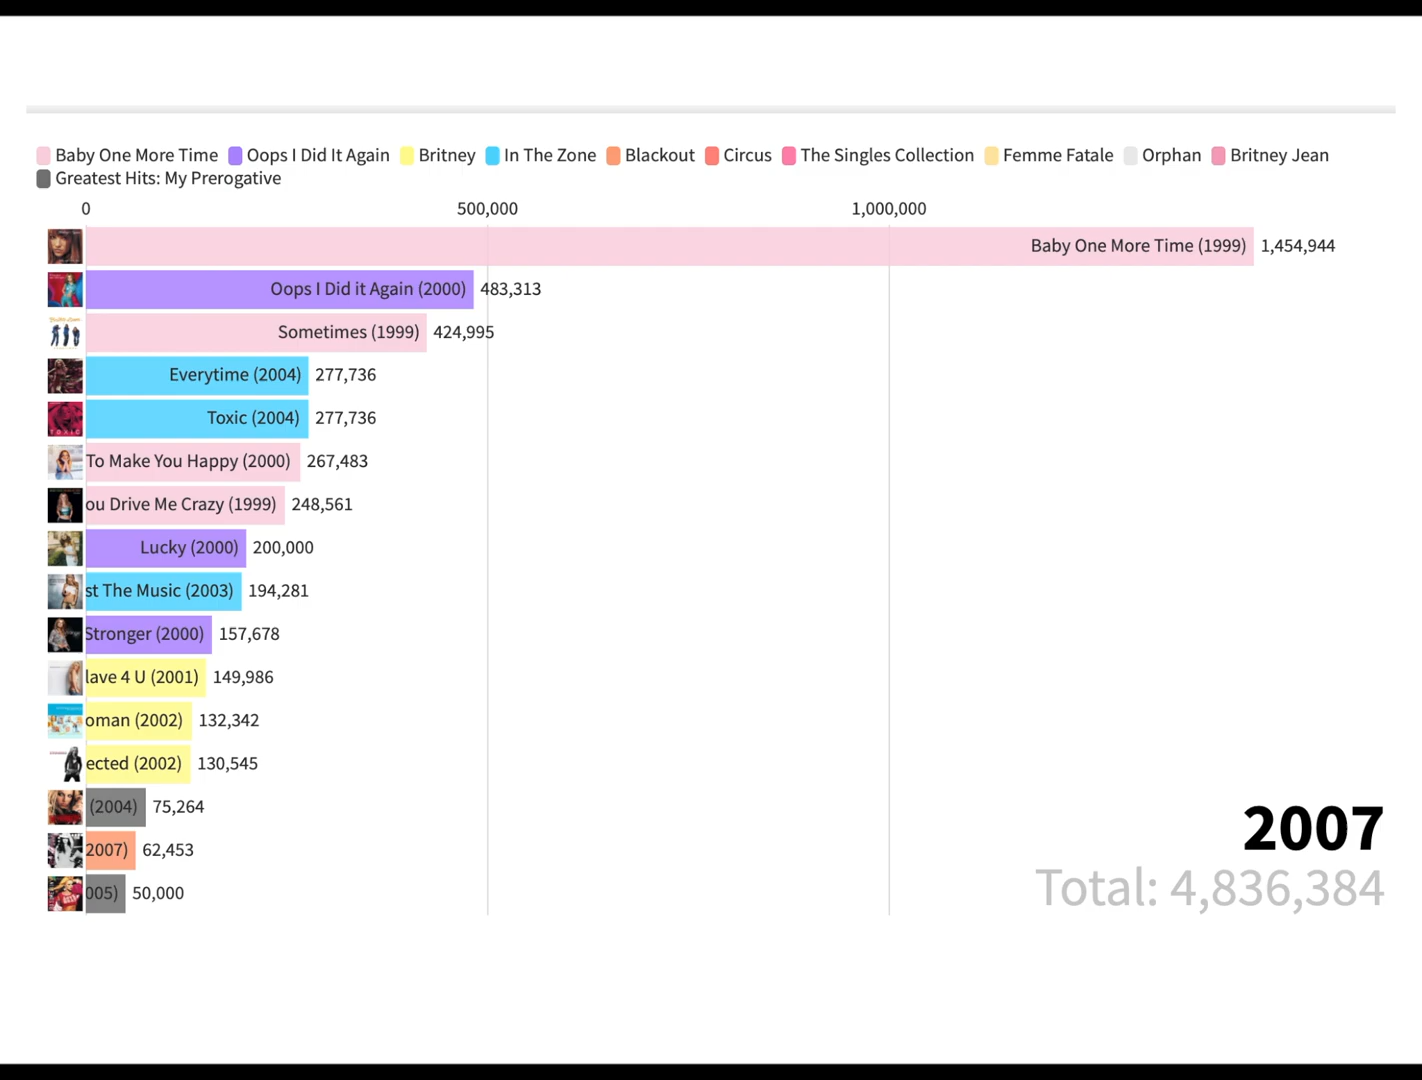 Baby One More Time Oops I Did It Again Britney In The Zone Blackout Circus The Singles Collection Femme Fatale Orphan Britney Jean
Greatest Hits: My Prerogative
0 500,000 1,000,000
Baby One More Time (1999) 1,454,944
Oops I Did it Again (2000) 483,313
Sometimes (1999) 424,995
Everytime (2004) 277,736
Toxic (2004) 277,736
To Make You Happy (2000) 267,483
ou Drive Me Crazy (1999) 248,561
Lucky (2000) 200,000
st The Music (2003) 194,281
Stronger (2000) 157,678
lave 4 U (2001) 149,986
oman (2002) 132,342
ected (2002) 130,545
(2004) 75,264
2007) 62,453
005) 50,000
2007
Total: 4,836,384